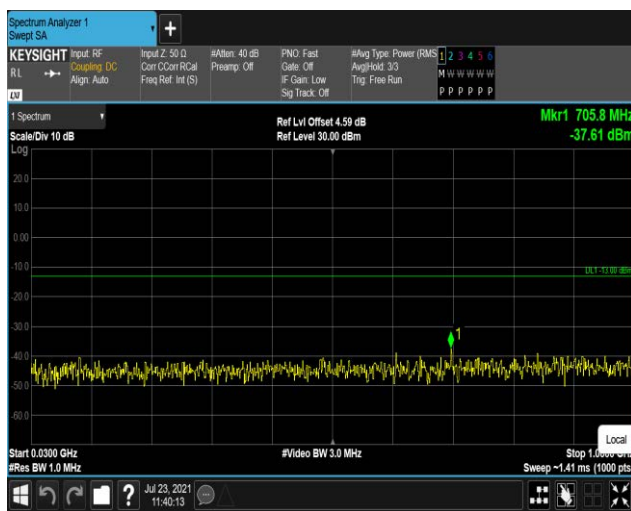 Spectrum Analyzer 1
Swept SA
+
KEYSIGHT Input: RF
RL Coupling: DC
Align: Auto
Input Z: 50 Ω
Corr CCorr RCal
Freq Ref: Int (S)
#Atten: 40 dB
Preamp: Off
PNO: Fast
Gate: Off
IF Gain: Low
Sig Track: Off
#Avg Type: Power (RMS
Avg|Hold: 3/3
Trig: Free Run
1 2 3 4 5 6
M W W W W W
P P P P P P
1 Spectrum
Scale/Div 10 dB
Ref Lvl Offset 4.59 dB
Ref Level 30.00 dBm
Mkr1 705.8 MHz
-37.61 dBm
Log
20.0
10.0
0.00
-10.0
DL1 -13.00 dBm
-20.0
-30.0
1
-40.0
-50.0
-60.0
Local
Start 0.0300 GHz
#Video BW 3.0 MHz
Stop
#Res BW 1.0 MHz
Sweep ~1.41 ms (1000 pts
?
Jul 23, 2021
11:40:13